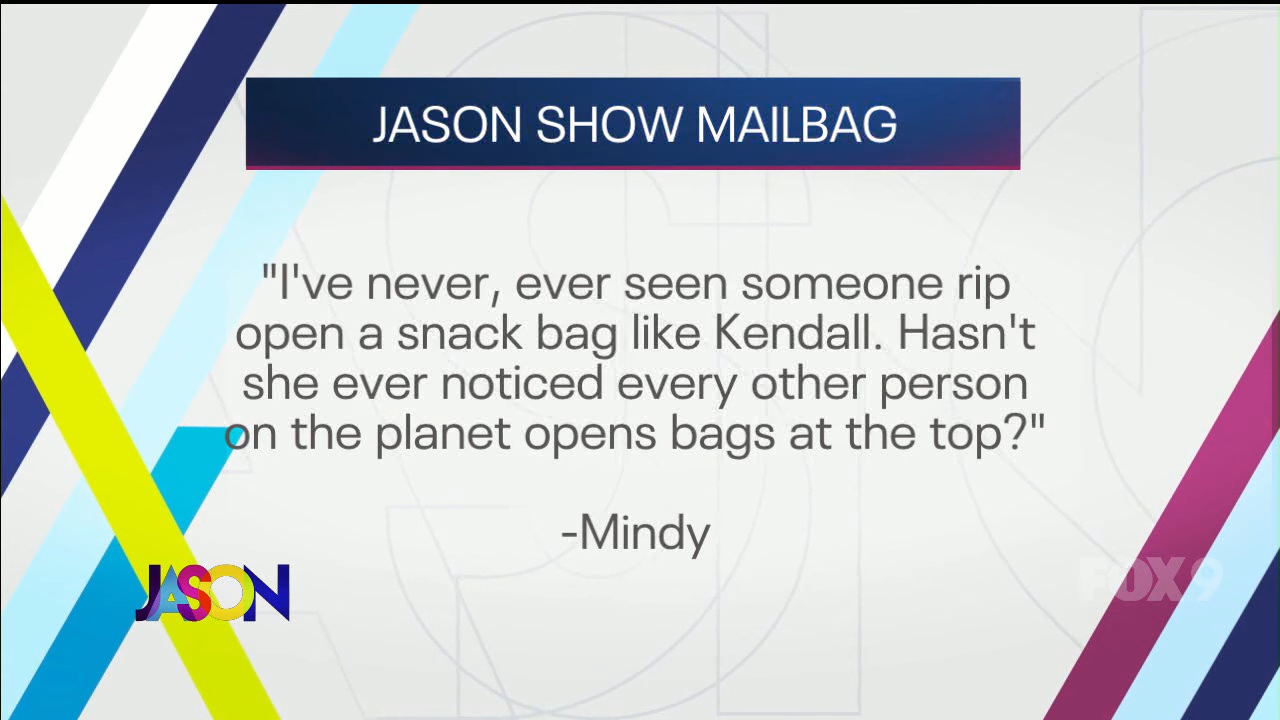 JASON SHOW MAILBAG
"I've never, ever seen someone rip
open a snack bag like Kendall. Hasn't
she ever noticed every other person
on the planet opens bags at the top?"
-Mindy
JASON
FOX 9